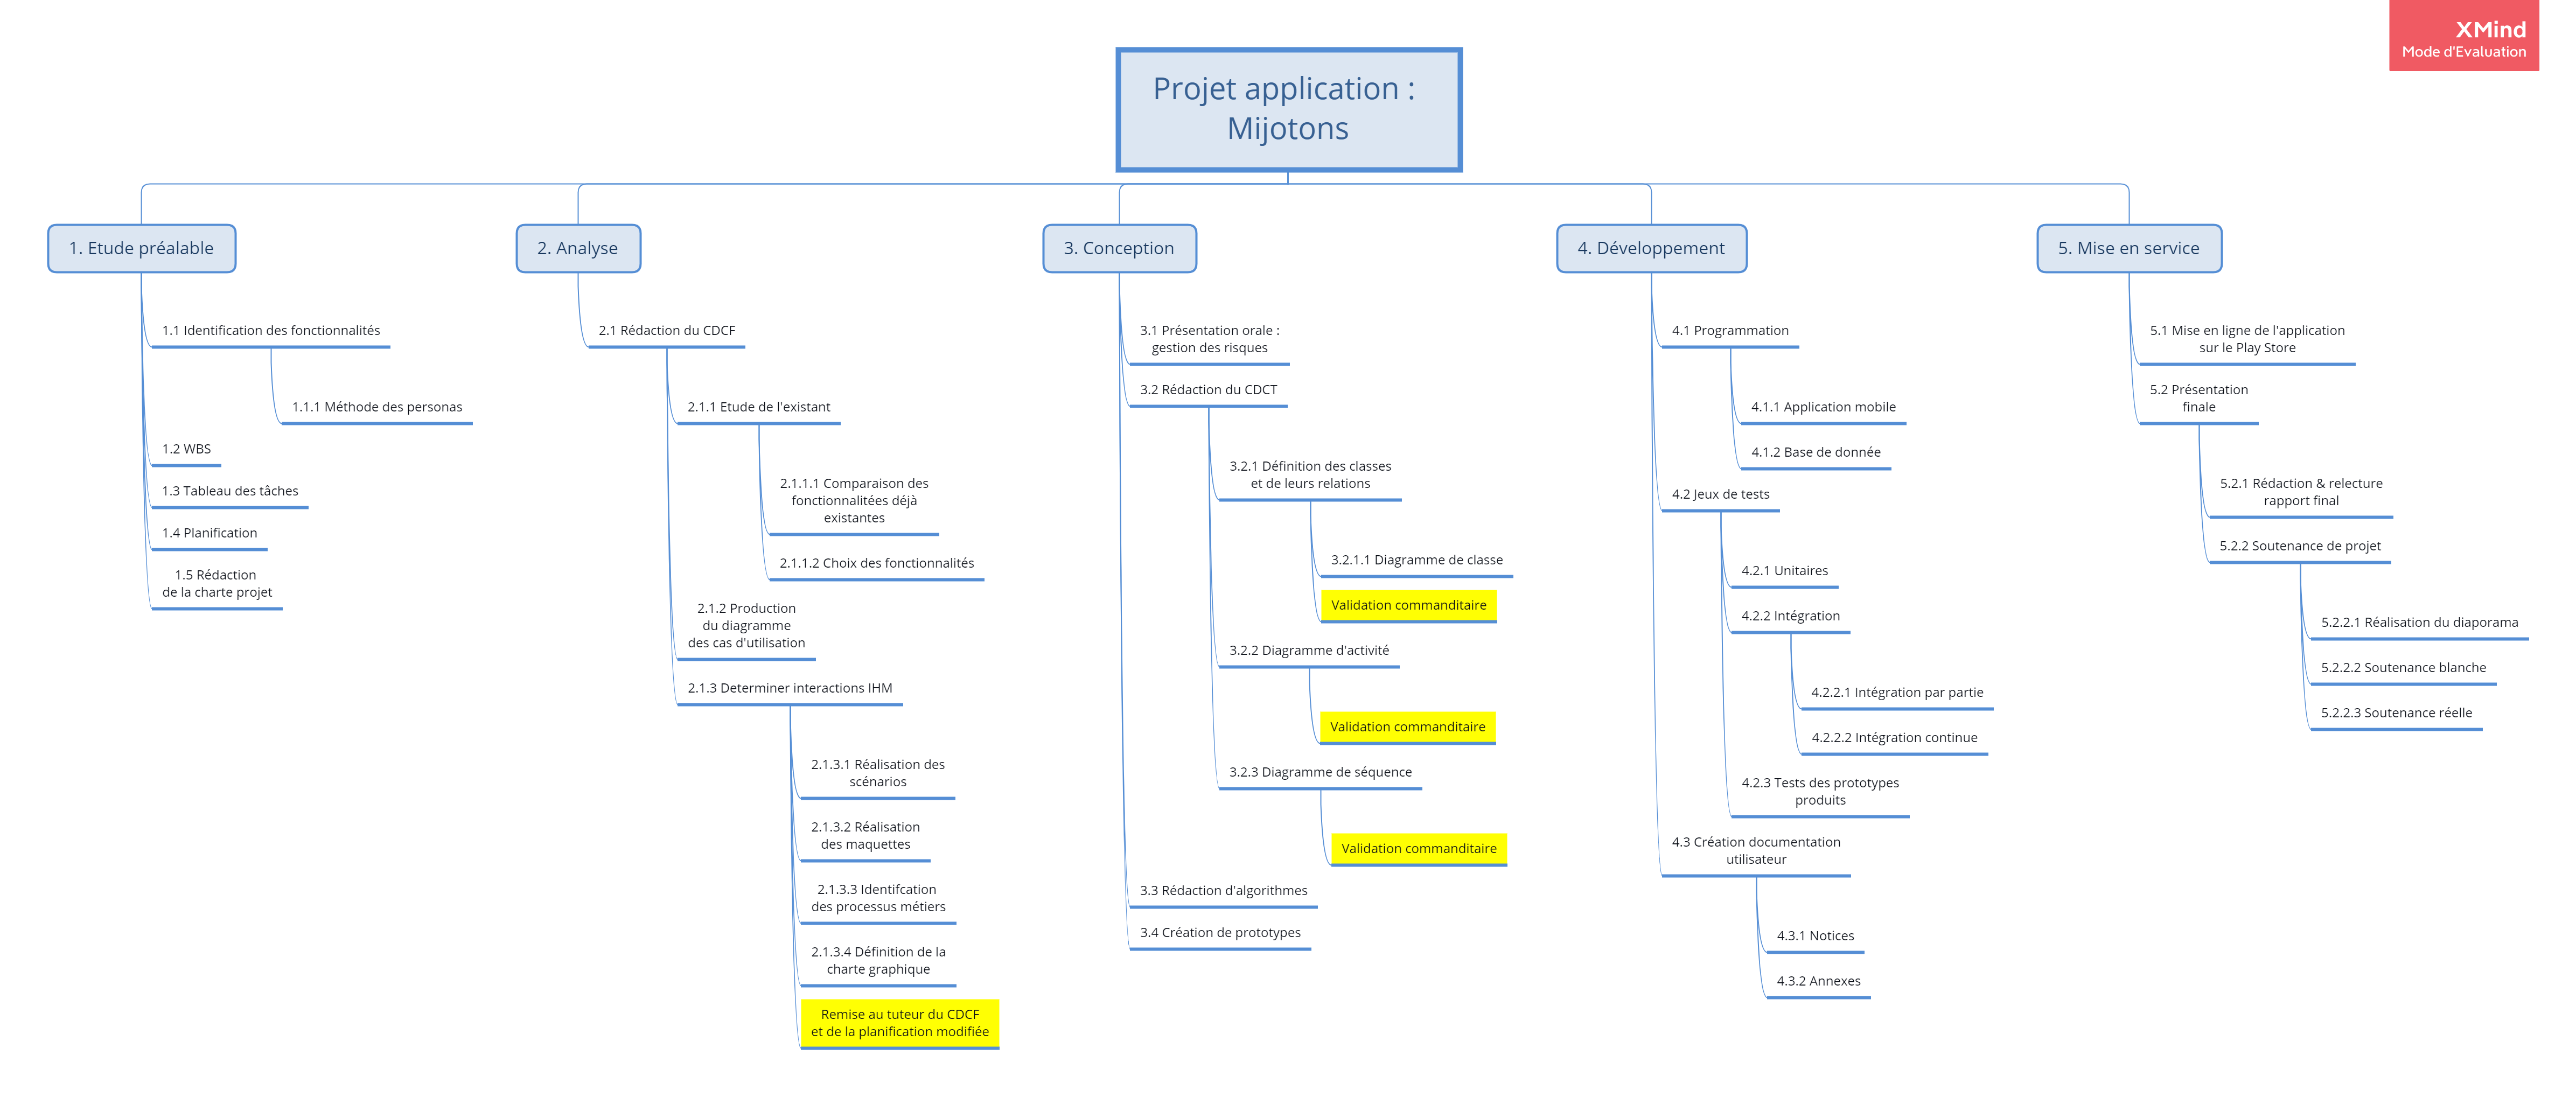 XMind
Mode d'Evaluation
Projet application :
Mijotons
1. Etude préalable
1.1 Identification des fonctionnalités
1.1.1 Méthode des personas
1.2 WBS
1.3 Tableau des tâches
1.4 Planification
1.5 Rédaction
de la charte projet
2. Analyse
2.1 Rédaction du CDCF
2.1.1 Etude de l'existant
2.1.1.1 Comparaison des
fonctionnalitées déjà
existantes
2.1.1.2 Choix des fonctionnalités
2.1.2 Production
du diagramme
des cas d'utilisation
2.1.3 Determiner interactions IHM
2.1.3.1 Réalisation des
scénarios
2.1.3.2 Réalisation
des maquettes
2.1.3.3 Identifcation
des processus métiers
2.1.3.4 Définition de la
charte graphique
Remise au tuteur du CDCF
et de la planification modifiée
3. Conception
3.1 Présentation orale :
gestion des risques
3.2 Rédaction du CDCT
3.2.1 Définition des classes
et de leurs relations
3.2.1.1 Diagramme de classe
Validation commanditaire
3.2.2 Diagramme d'activité
Validation commanditaire
3.2.3 Diagramme de séquence
Validation commanditaire
3.3 Rédaction d'algorithmes
3.4 Création de prototypes
4. Développement
4.1 Programmation
4.1.1 Application mobile
4.1.2 Base de donnée
4.2 Jeux de tests
4.2.1 Unitaires
4.2.2 Intégration
4.2.2.1 Intégration par partie
4.2.2.2 Intégration continue
4.2.3 Tests des prototypes
produits
4.3 Création documentation
utilisateur
4.3.1 Notices
4.3.2 Annexes
5. Mise en service
5.1 Mise en ligne de l'application
sur le Play Store
5.2 Présentation
finale
5.2.1 Rédaction & relecture
rapport final
5.2.2 Soutenance de projet
5.2.2.1 Réalisation du diaporama
5.2.2.2 Soutenance blanche
5.2.2.3 Soutenance réelle